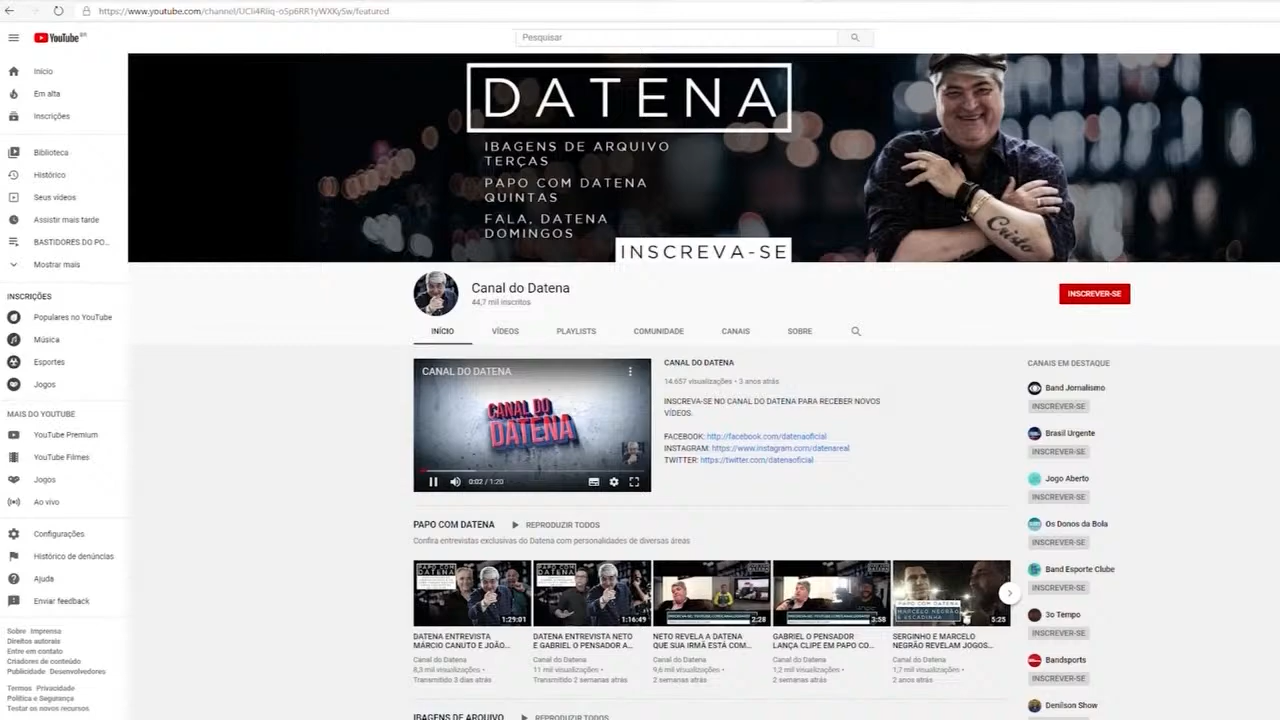 YouTube BR
Pesquisar
Início
Em alta
Inscrições
Biblioteca
Histórico
Seus vídeos
Assistir mais tarde
BASTIDORES DO PO...
Mostrar mais
INSCRIÇÕES
Populares no YouTube
Música
Esportes
Jogos
MAIS DO YOUTUBE
YouTube Premium
YouTube Filmes
Jogos
Ao vivo
Configurações
Histórico de denúncias
Ajuda
Enviar feedback
Sobre Imprensa
Direitos autorais
Entre em contato
Criadores de conteúdo
Publicidade Desenvolvedores
Termos Privacidade
Política e Segurança
Testar os novos recursos
DATENA
IBAGENS DE ARQUIVO
TERÇAS
PAPO COM DATENA
QUINTAS
FALA, DATENA
DOMINGOS
INSCREVA-SE
Cristo
Canal do Datena
44,7 mil inscritos
INSCREVER-SE
INÍCIO VÍDEOS PLAYLISTS COMUNIDADE CANAIS SOBRE
CANAL DO DATENA
CANAL DO
DATENA
0:02 / 1:20
CANAL DO DATENA
14.657 visualizações • 3 anos atrás
INSCREVA-SE NO CANAL DO DATENA PARA RECEBER NOVOS
VÍDEOS.
FACEBOOK: http://facebook.com/datenaoficial
INSTAGRAM: https://www.instagram.com/datenareal
TWITTER: https://twitter.com/datenaoficial
PAPO COM DATENA REPRODUZIR TODOS
Confira entrevistas exclusivas do Datena com personalidades de diversas áreas
PAPO COM
DATENA
1:29:01
DATENA ENTREVISTA
MÁRCIO CANUTO E JOÃO...
Canal do Datena
8,3 mil visualizações •
Transmitido 3 dias atrás
PAPO COM
DATENA
1:16:49
DATENA ENTREVISTA NETO
E GABRIEL O PENSADOR A...
Canal do Datena
11 mil visualizações •
Transmitido 2 semanas atrás
2:28
NETO REVELA A DATENA
QUE SUA IRMÃ ESTÁ COM...
Canal do Datena
9,6 mil visualizações •
2 semanas atrás
3:58
GABRIEL O PENSADOR
LANÇA CLIPE EM PAPO CO...
Canal do Datena
1,2 mil visualizações •
2 semanas atrás
PAPO COM DATENA
MARCELO NEGRÃO
& ESCADINHA
5:25
SERGINHO E MARCELO
NEGRÃO REVELAM JOGOS...
Canal do Datena
1,7 mil visualizações •
2 anos atrás
IBAGENS DE ARQUIVO REPRODUZIR TODOS
CANAIS EM DESTAQUE
Band Jornalismo
INSCREVER-SE
Brasil Urgente
INSCREVER-SE
Jogo Aberto
INSCREVER-SE
Os Donos da Bola
INSCREVER-SE
Band Esporte Clube
INSCREVER-SE
3o Tempo
INSCREVER-SE
Bandsports
INSCREVER-SE
Denilson Show